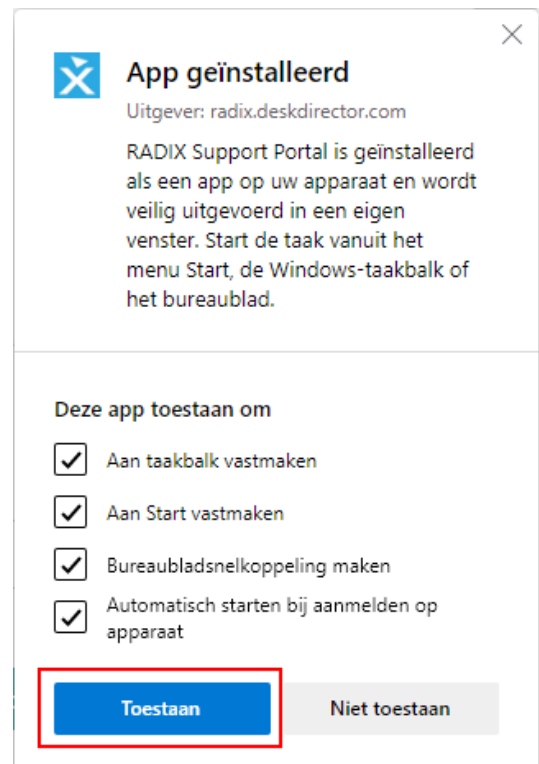 App geïnstalleerd
Uitgever: radix.deskdirector.com
RADIX Support Portal is geïnstalleerd
als een app op uw apparaat en wordt
veilig uitgevoerd in een eigen
venster. Start de taak vanuit het
menu Start, de Windows-taakbalk of
het bureaublad.
Deze app toestaan om
Aan taakbalk vastmaken
Aan Start vastmaken
Bureaubladsnelkoppeling maken
Automatisch starten bij aanmelden op
apparaat
Toestaan
Niet toestaan